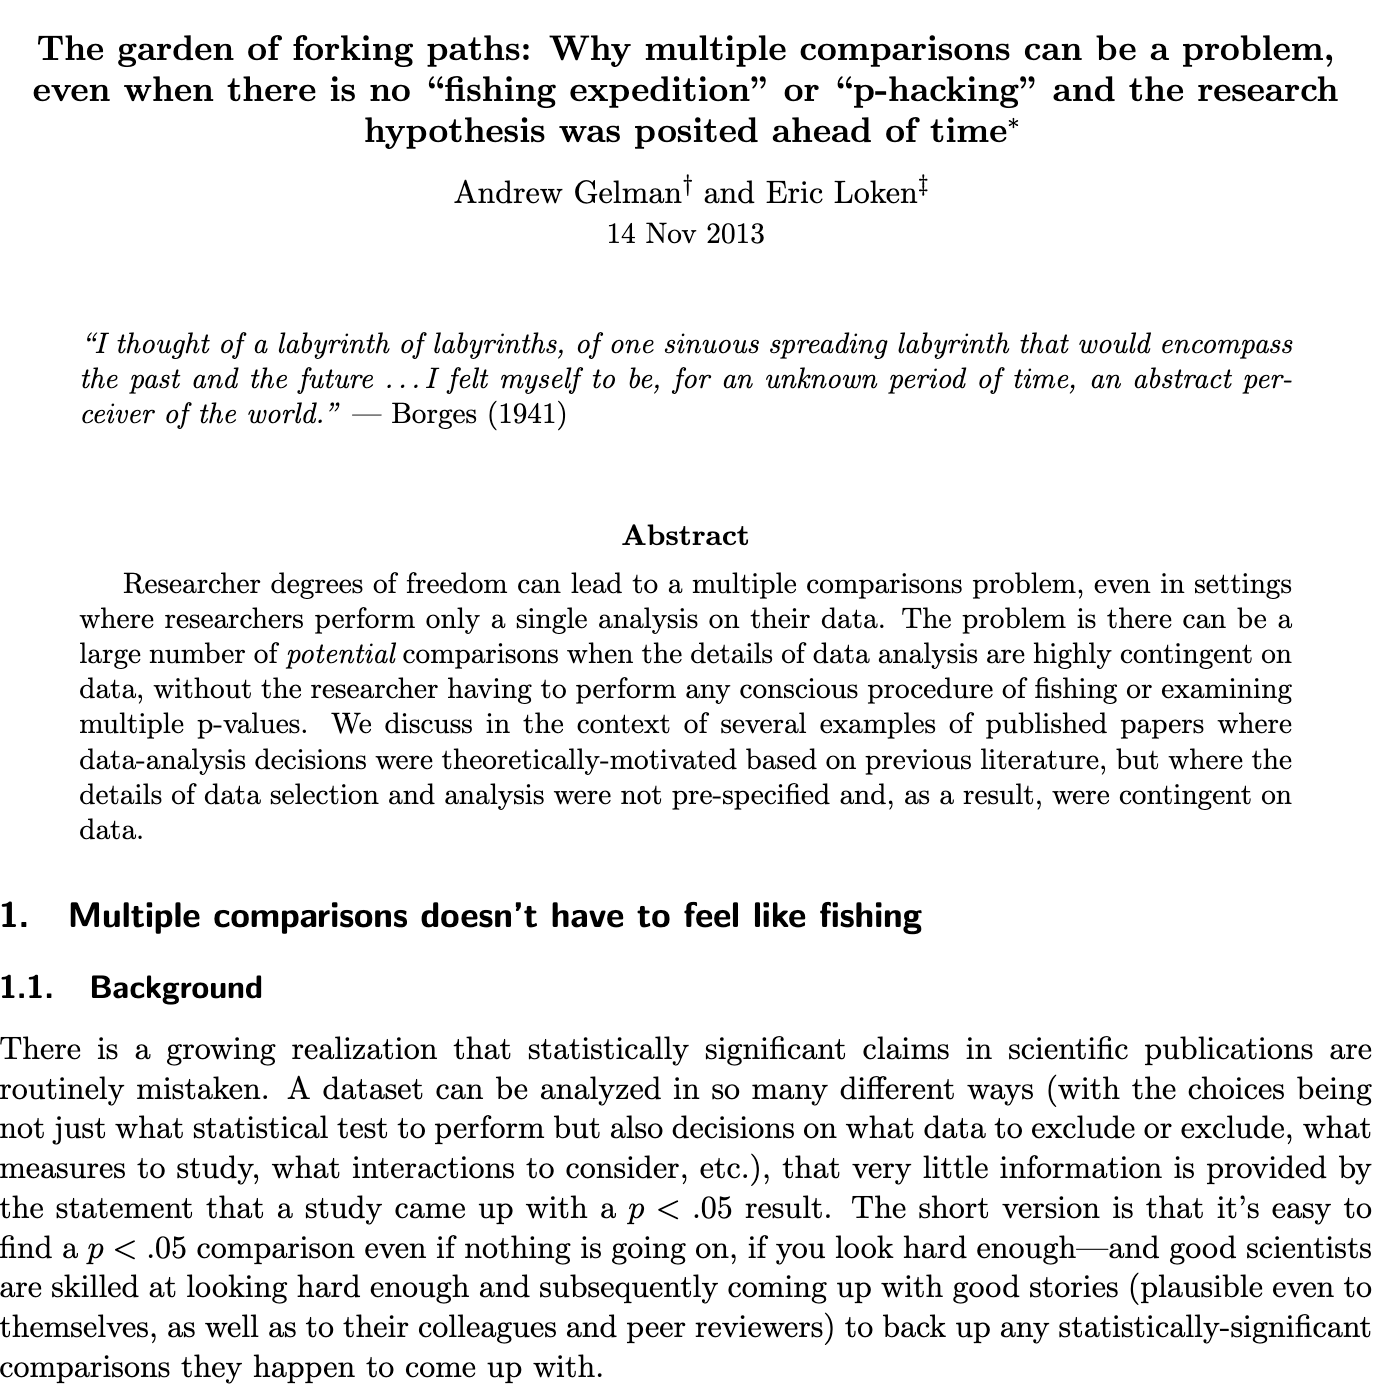 The garden of forking paths: Why multiple comparisons can be a problem,
even when there is no “fishing expedition” or “p-hacking” and the research
hypothesis was posited ahead of time*
Andrew Gelman† and Eric Loken‡
14 Nov 2013
“I thought of a labyrinth of labyrinths, of one sinuous spreading labyrinth that would encompass
the past and the future . . . I felt myself to be, for an unknown period of time, an abstract per-
ceiver of the world.” — Borges (1941)
Abstract
Researcher degrees of freedom can lead to a multiple comparisons problem, even in settings
where researchers perform only a single analysis on their data. The problem is there can be a
large number of potential comparisons when the details of data analysis are highly contingent on
data, without the researcher having to perform any conscious procedure of fishing or examining
multiple p-values. We discuss in the context of several examples of published papers where
data-analysis decisions were theoretically-motivated based on previous literature, but where the
details of data selection and analysis were not pre-specified and, as a result, were contingent on
data.
1. Multiple comparisons doesn’t have to feel like fishing
1.1. Background
There is a growing realization that statistically significant claims in scientific publications are
routinely mistaken. A dataset can be analyzed in so many different ways (with the choices being
not just what statistical test to perform but also decisions on what data to exclude or exclude, what
measures to study, what interactions to consider, etc.), that very little information is provided by
the statement that a study came up with a p < .05 result. The short version is that it’s easy to
find a p < .05 comparison even if nothing is going on, if you look hard enough—and good scientists
are skilled at looking hard enough and subsequently coming up with good stories (plausible even to
themselves, as well as to their colleagues and peer reviewers) to back up any statistically-significant
comparisons they happen to come up with.